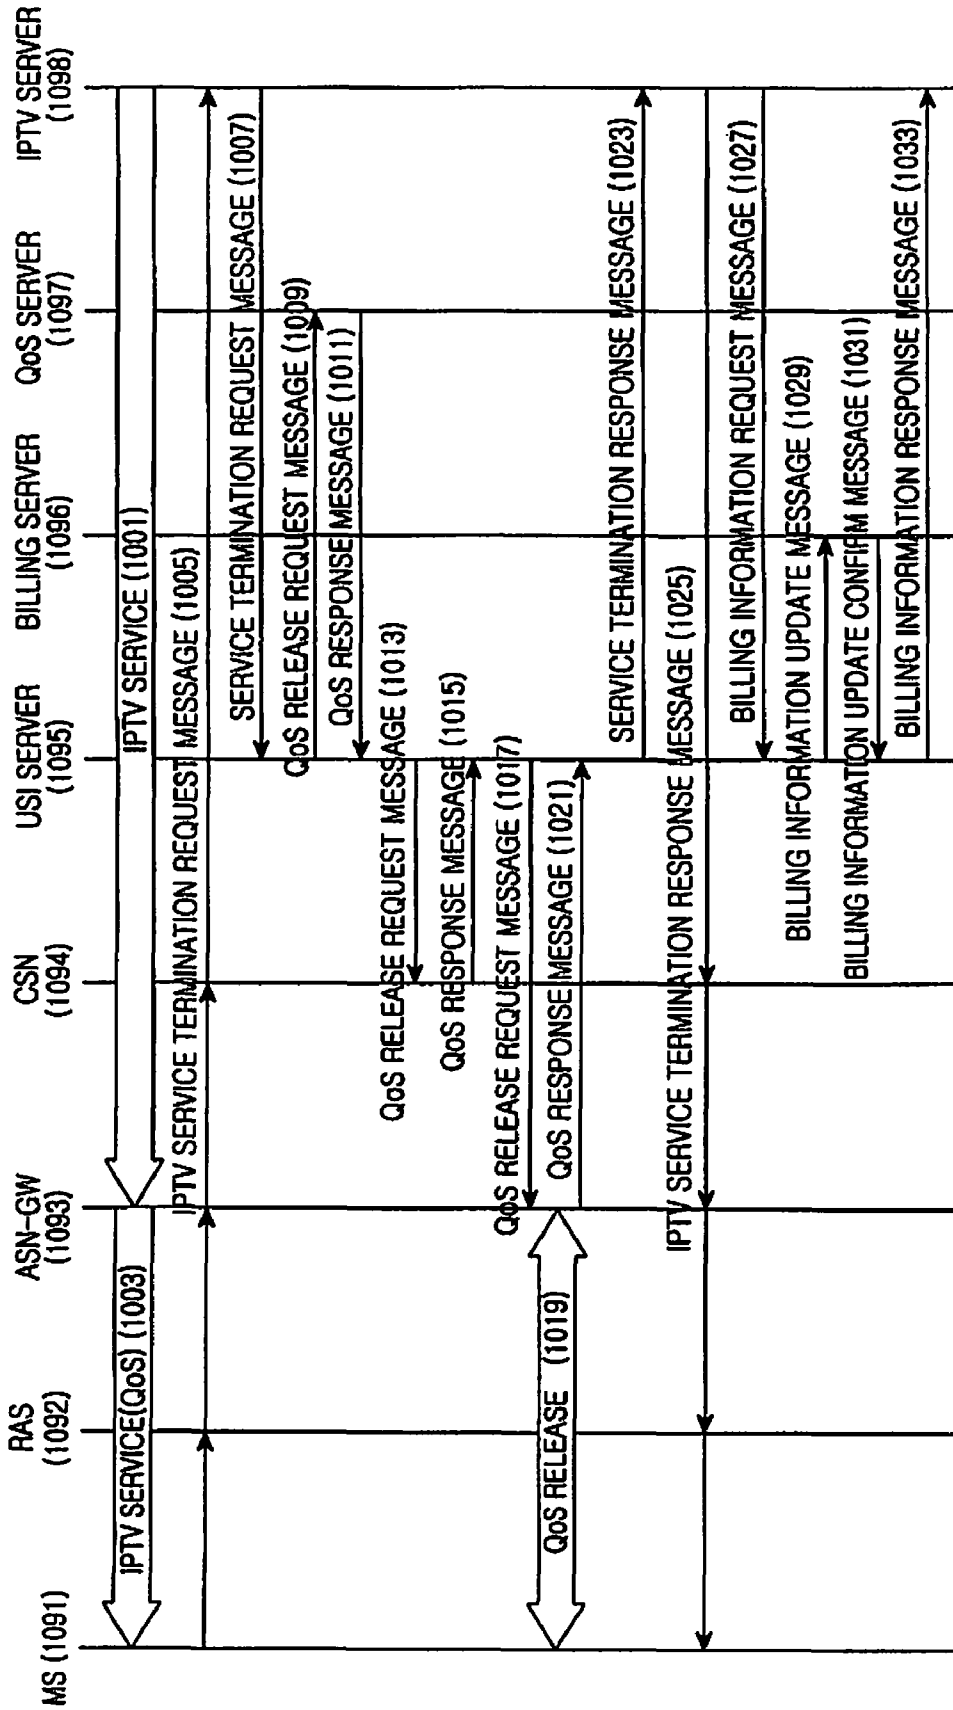 MS (1091)
RAS
(1092)
ASN-GW
(1093)
CSN
(1094)
USI SERVER
(1095)
BILLING SERVER
(1096)
QoS SERVER
(1097)
IPTV SERVER
(1098)
IPTV SERVICE(QoS) (1003)
IPTV SERVICE (1001)
IPTV SERVICE TERMINATION REQUEST MESSAGE (1005)
SERVICE TERMINATION REQUEST MESSAGE (1007)
QoS RELEASE REQUEST MESSAGE (1009)
QoS RESPONSE MESSAGE (1011)
QoS RELEASE REQUEST MESSAGE (1013)
QoS RESPONSE MESSAGE (1015)
QoS RELEASE REQUEST MESSAGE (1017)
QoS RELEASE (1019)
QoS RESPONSE MESSAGE (1021)
SERVICE TERMINATION RESPONSE MESSAGE (1023)
IPTV SERVICE TERMINATION RESPONSE MESSAGE (1025)
BILLING INFORMATION REQUEST MESSAGE (1027)
BILLING INFORMATION UPDATE MESSAGE (1029)
BILLING INFORMATION UPDATE CONFIRM MESSAGE (1031)
BILLING INFORMATION RESPONSE MESSAGE (1033)